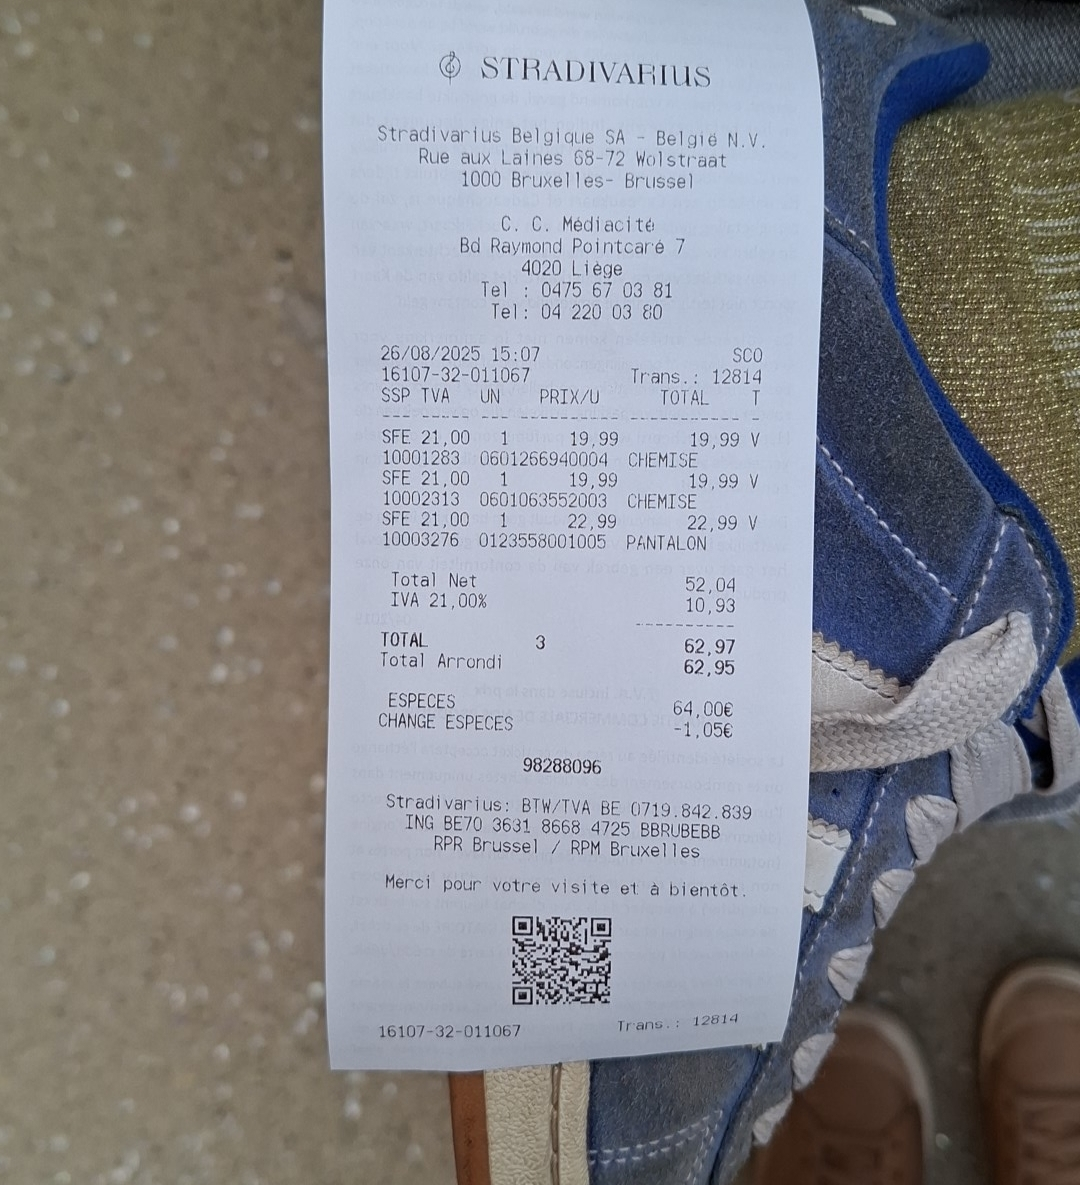 STRADIVARIUS
Stradivarius Belgique SA - België N.V.
Rue aux Laines 68-72 Wolstraat
1000 Bruxelles- Brussel
C. C. Médiacité
Bd Raymond Pointcaré 7
4020 Liège
Tel : 0475 67 03 81
Tel: 04 220 03 80
26/08/2025 15:07 SCO
16107-32-011067 Trans.: 12814
SSP TVA UN PRIX/U TOTAL T
SFE 21,00 1 19,99 19,99 V
10001283 0601266940004 CHEMISE
SFE 21,00 1 19,99 19,99 V
10002313 0601063552003 CHEMISE
SFE 21,00 1 22,99 22,99 V
10003276 0123558001005 PANTALON
Total Net 52,04
IVA 21,00% 10,93
TOTAL 3 62,97
Total Arrondi 62,95
ESPECES 64,00€
CHANGE ESPECES -1,05€
98288096
Stradivarius: BTW/TVA BE 0719.842.839
ING BE70 3631 8668 4725 BBRUBEBB
RPR Brussel / RPM Bruxelles
Merci pour votre visite et à bientôt.
16107-32-011067 Trans.: 12814